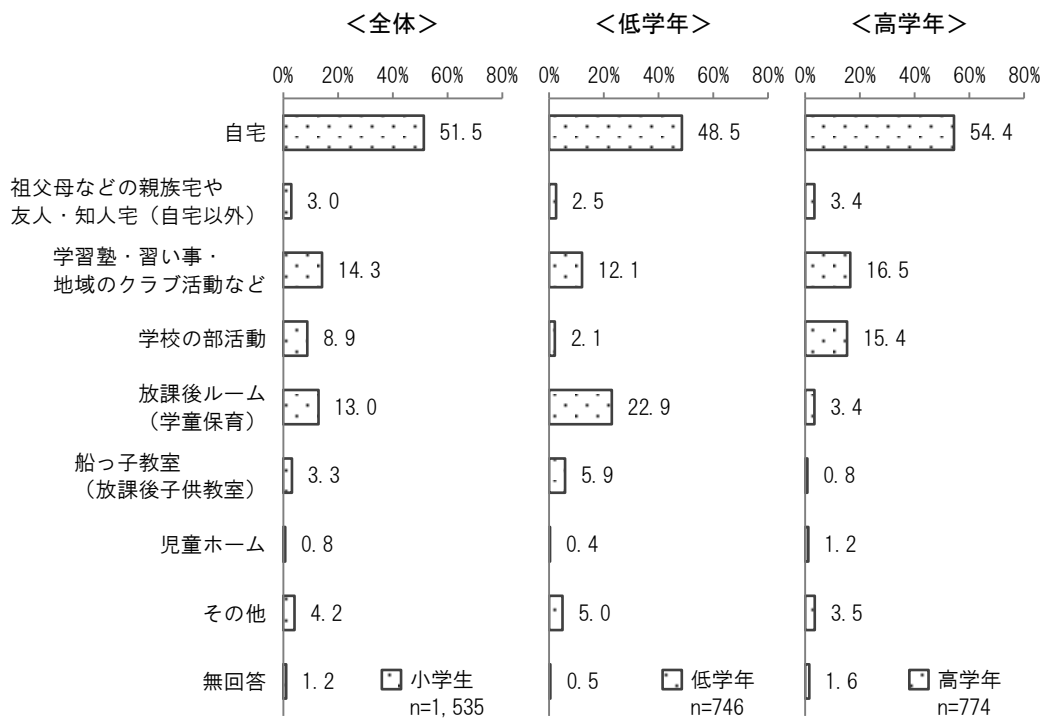 ＜全体＞ ＜低学年＞ ＜高学年＞
0% 20% 40% 60% 80% 0% 20% 40% 60% 80% 0% 20% 40% 60% 80%
自宅 51.5 48.5 54.4
祖父母などの親族宅や
友人・知人宅（自宅以外） 3.0 2.5 3.4
学習塾・習い事・
地域のクラブ活動など 14.3 12.1 16.5
学校の部活動 8.9 2.1 15.4
放課後ルーム
（学童保育） 13.0 22.9 3.4
船っ子教室
（放課後子供教室） 3.3 5.9 0.8
児童ホーム 0.8 0.4 1.2
その他 4.2 5.0 3.5
無回答 1.2 小学生 0.5 低学年 1.6 高学年
n=1,535 n=746 n=774